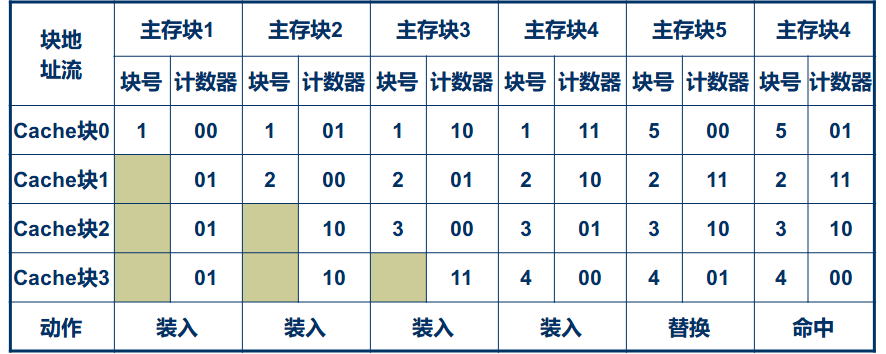 块地址流 主存块1 主存块2 主存块3 主存块4 主存块5 主存块4
块号 计数器 块号 计数器 块号 计数器 块号 计数器 块号 计数器 块号 计数器
Cache块0 1 00 1 01 1 10 1 11 5 00 5 01
Cache块1 01 2 00 2 01 2 10 2 11 2 11
Cache块2 01 10 3 00 3 01 3 10 3 10
Cache块3 01 10 11 4 00 4 01 4 00
动作 装入 装入 装入 装入 替换 命中